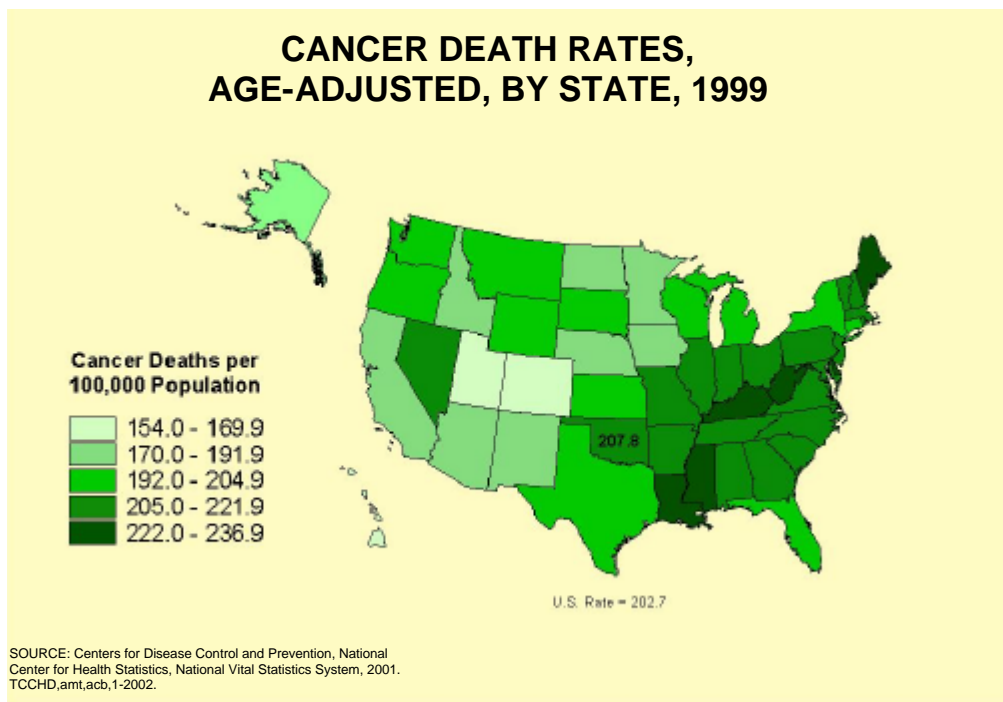 CANCER DEATH RATES,
AGE-ADJUSTED, BY STATE, 1999
Cancer Deaths per
100,000 Population
154.0 - 169.9
170.0 - 191.9
192.0 - 204.9
205.0 - 221.9
222.0 - 236.9
207.8
U.S. Rate = 202.7
SOURCE: Centers for Disease Control and Prevention, National
Center for Health Statistics, National Vital Statistics System, 2001.
TCCHD,amt,acb,1-2002.